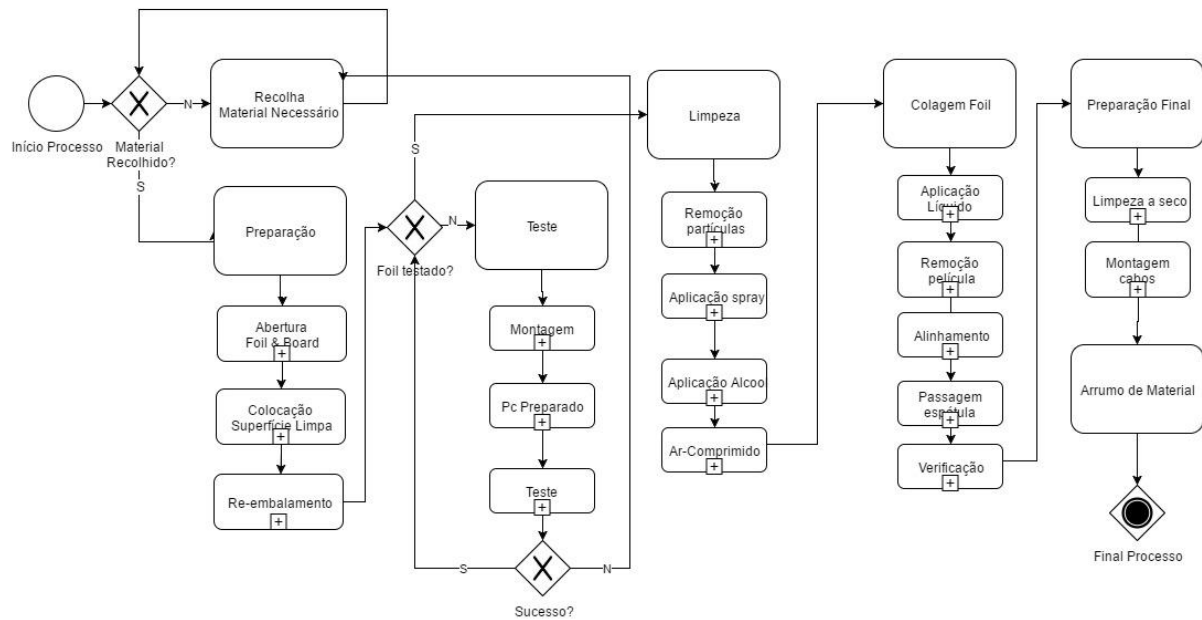 Início Processo
Material
Recolhido?
N
S
Recolha
Material Necessário
Preparação
Abertura
Foil & Board
Colocação
Superfície Limpa
Re-embalamento
Foil testado?
S
N
Teste
Montagem
Pc Preparado
Teste
Sucesso?
S
N
Limpeza
Remoção
partículas
Aplicação spray
Aplicação Alcool
Ar-Comprimido
Colagem Foil
Aplicação
Líquido
Remoção
película
Alinhamento
Passagem
espátula
Verificação
Preparação Final
Limpeza a seco
Montagem
cabos
Arrumo de Material
Final Processo